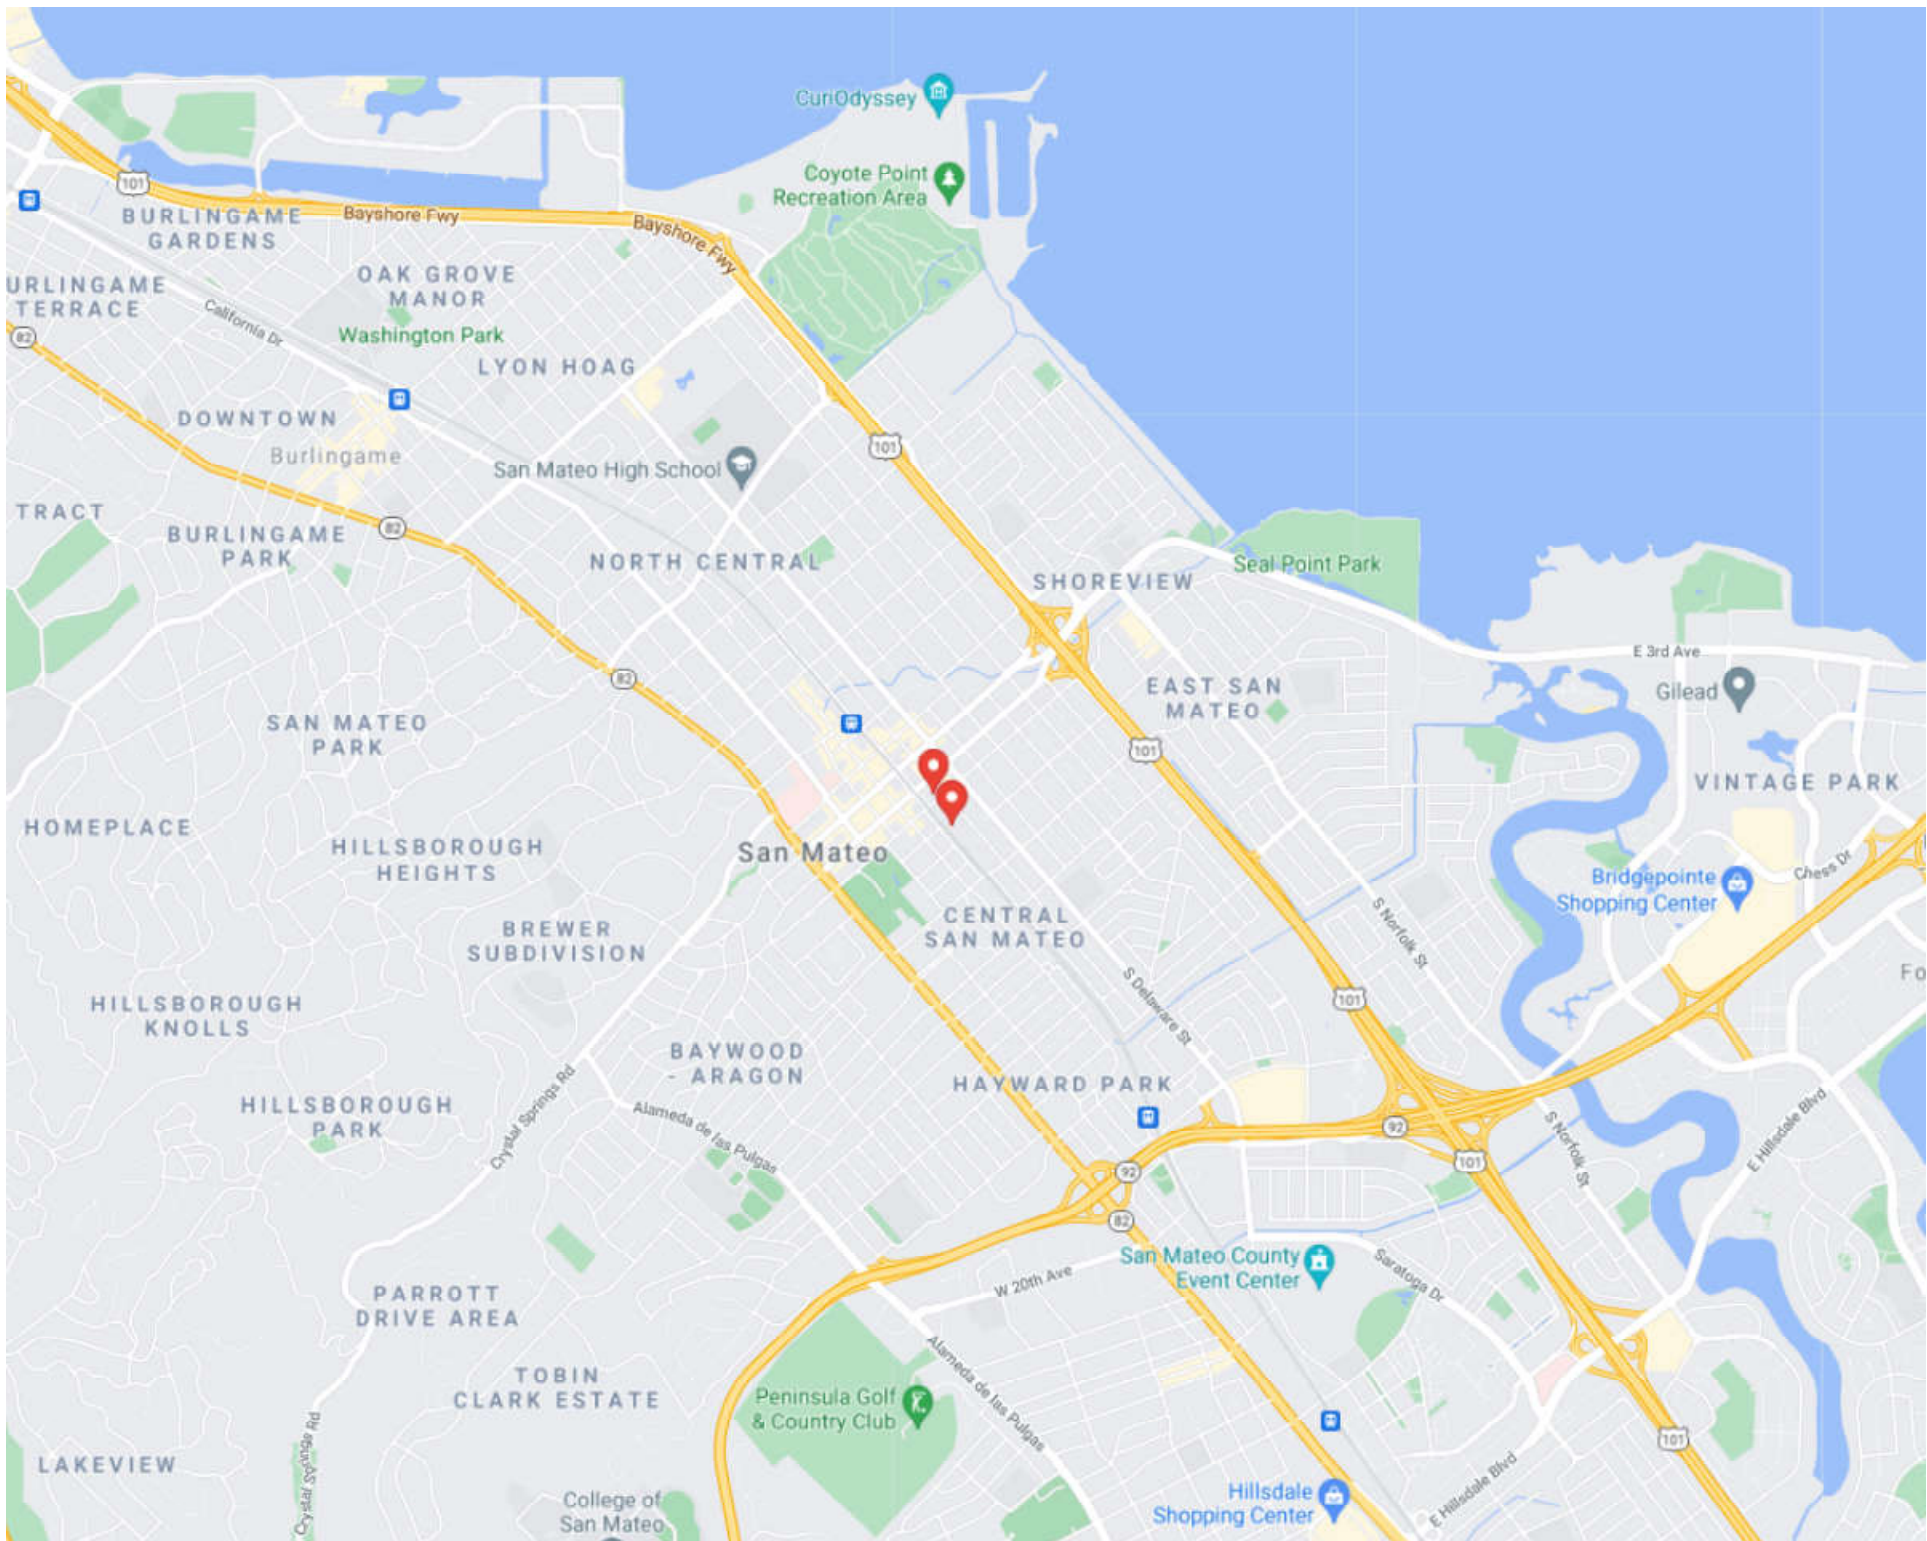 CuriOdyssey
Coyote Point
Recreation Area
101
BURLINGAME
GARDENS
Bayshore Fwy
Bayshore Fwy
OAK GROVE
MANOR
URLINGAME
TERRACE
California Dr
82
Washington Park
LYON HOAG
DOWNTOWN
Burlingame
101
San Mateo High School
TRACT
BURLINGAME
PARK
82
NORTH CENTRAL
SHOREVIEW
Seal Point Park
E 3rd Ave
82
EAST SAN
MATEO
Gilead
SAN MATEO
PARK
101
VINTAGE PARK
HOMEPLACE
HILLSBOROUGH
HEIGHTS
San Mateo
Chess Dr
Bridgepointe
Shopping Center
CENTRAL
SAN MATEO
BREWER
SUBDIVISION
S Norfolk St
Fo
S Delaware St
101
HILLSBOROUGH
KNOLLS
BAYWOOD
- ARAGON
HAYWARD PARK
HILLSBOROUGH
PARK
Crystal Springs Rd
Alameda de las Pulgas
92
S Norfolk St
E Hillsdale Blvd
92
101
82
San Mateo County
Event Center
Saratoga Dr
W 20th Ave
PARROTT
DRIVE AREA
TOBIN
CLARK ESTATE
Alameda de las Pulgas
Peninsula Golf
& Country Club
101
Crystal Springs Rd
LAKEVIEW
College of
San Mateo
Hillsdale
Shopping Center
E Hillsdale Blvd